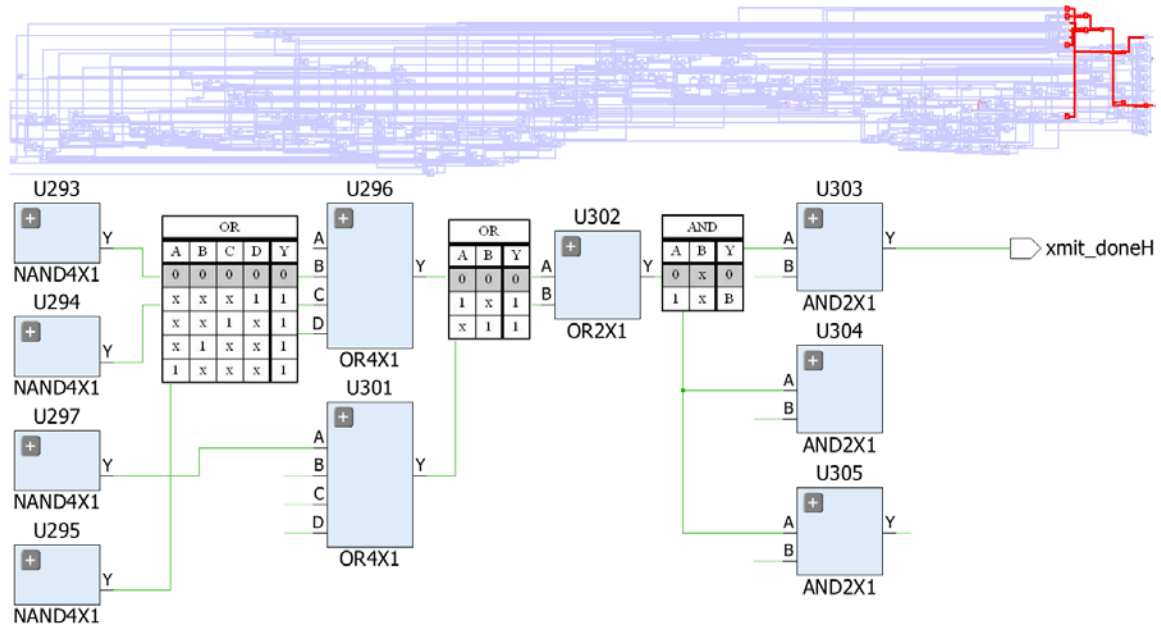 U293
+
Y
NAND4X1
U294
+
Y
NAND4X1
U297
+
Y
NAND4X1
U295
+
Y
NAND4X1
OR
A B C D Y
0 0 0 0 0
x x x 1 1
x x 1 x 1
x 1 x x 1
1 x x x 1
U296
+
A
B
C
D
Y
OR4X1
U301
+
A
B
C
D
Y
OR4X1
OR
A B Y
0 0 0
1 x 1
x 1 1
U302
+
A
B
Y
OR2X1
AND
A B Y
0 x 0
1 x B
U303
+
A
B
Y
AND2X1
xmit_doneH
U304
+
A
B
AND2X1
U305
+
A
B
Y
AND2X1